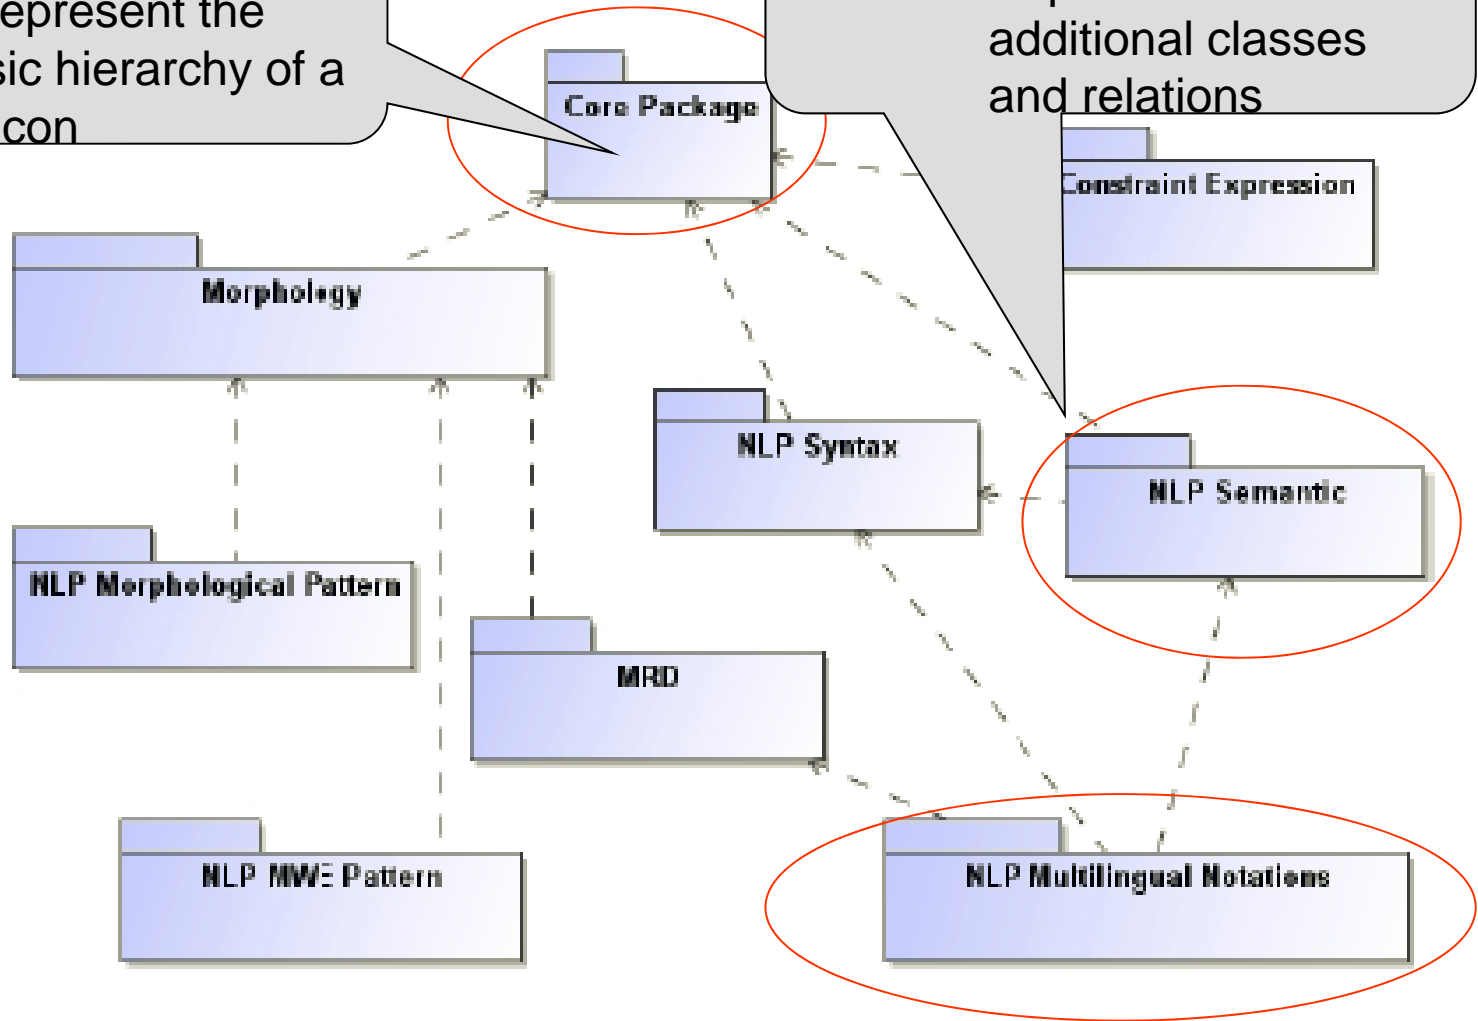 epresent the
sic hierarchy of a
con
additional classes
and relations
Core Package
Constraint Expression
Morphology
NLP Syntax
NLP Semantic
NLP Morphological Pattern
MRD
NLP MWE Pattern
NLP Multilingual Notations